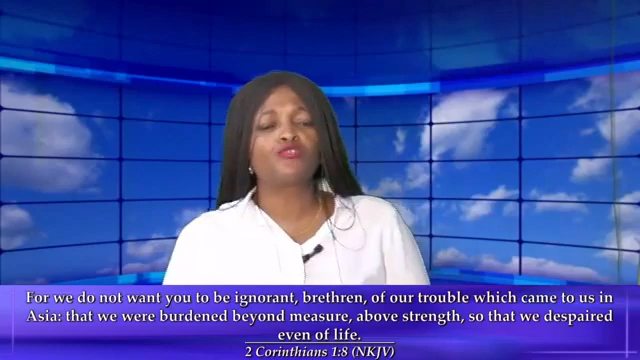 For we do not want you to be ignorant, brethren, of our trouble which came to us in
Asia: that we were burdened beyond measure, above strength, so that we despaired
even of life.
2 Corinthians 1:8 (NKJV)